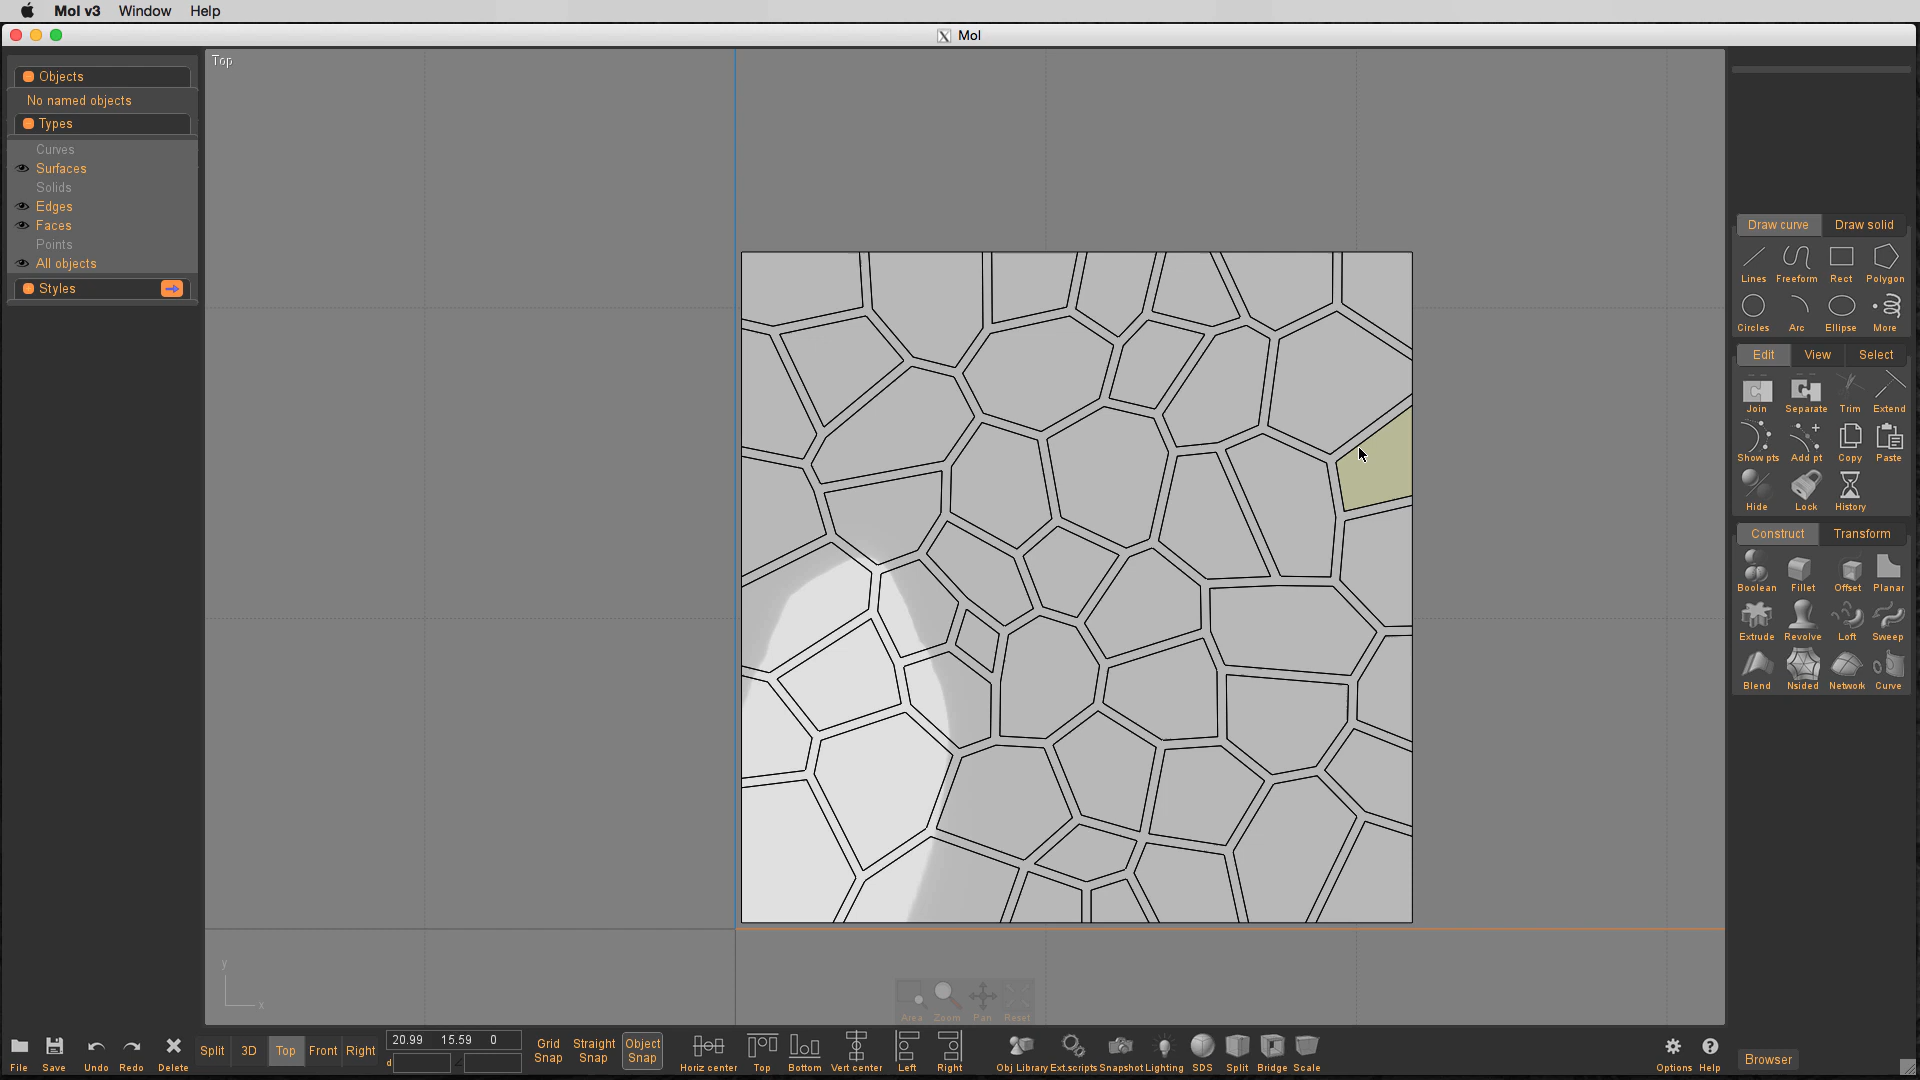 MoI v3 Window Help
MoI
Top
Objects
No named objects
Types
Curves
Surfaces
Solids
Edges
Faces
Points
All objects
Styles
Draw curve Draw solid
Lines Freeform Rect Polygon
Circles Arc Ellipse More
Edit View Select
Join Separate Trim Extend
Show pts Add pt Copy Paste
Hide Lock History
Construct Transform
Boolean Fillet Offset Planar
Extrude Revolve Loft Sweep
Blend Nsided Network Curve
y
x
Area Zoom Pan Reset
File Save Undo Redo Delete
Split 3D Top Front Right
20.99 15.59 0
d
Grid Snap
Straight Snap
Object Snap
Horiz center Top Bottom Vert center Left Right
Obj Library Ext.scripts Snapshot Lighting SDS Split Bridge Scale
Options Help
Browser